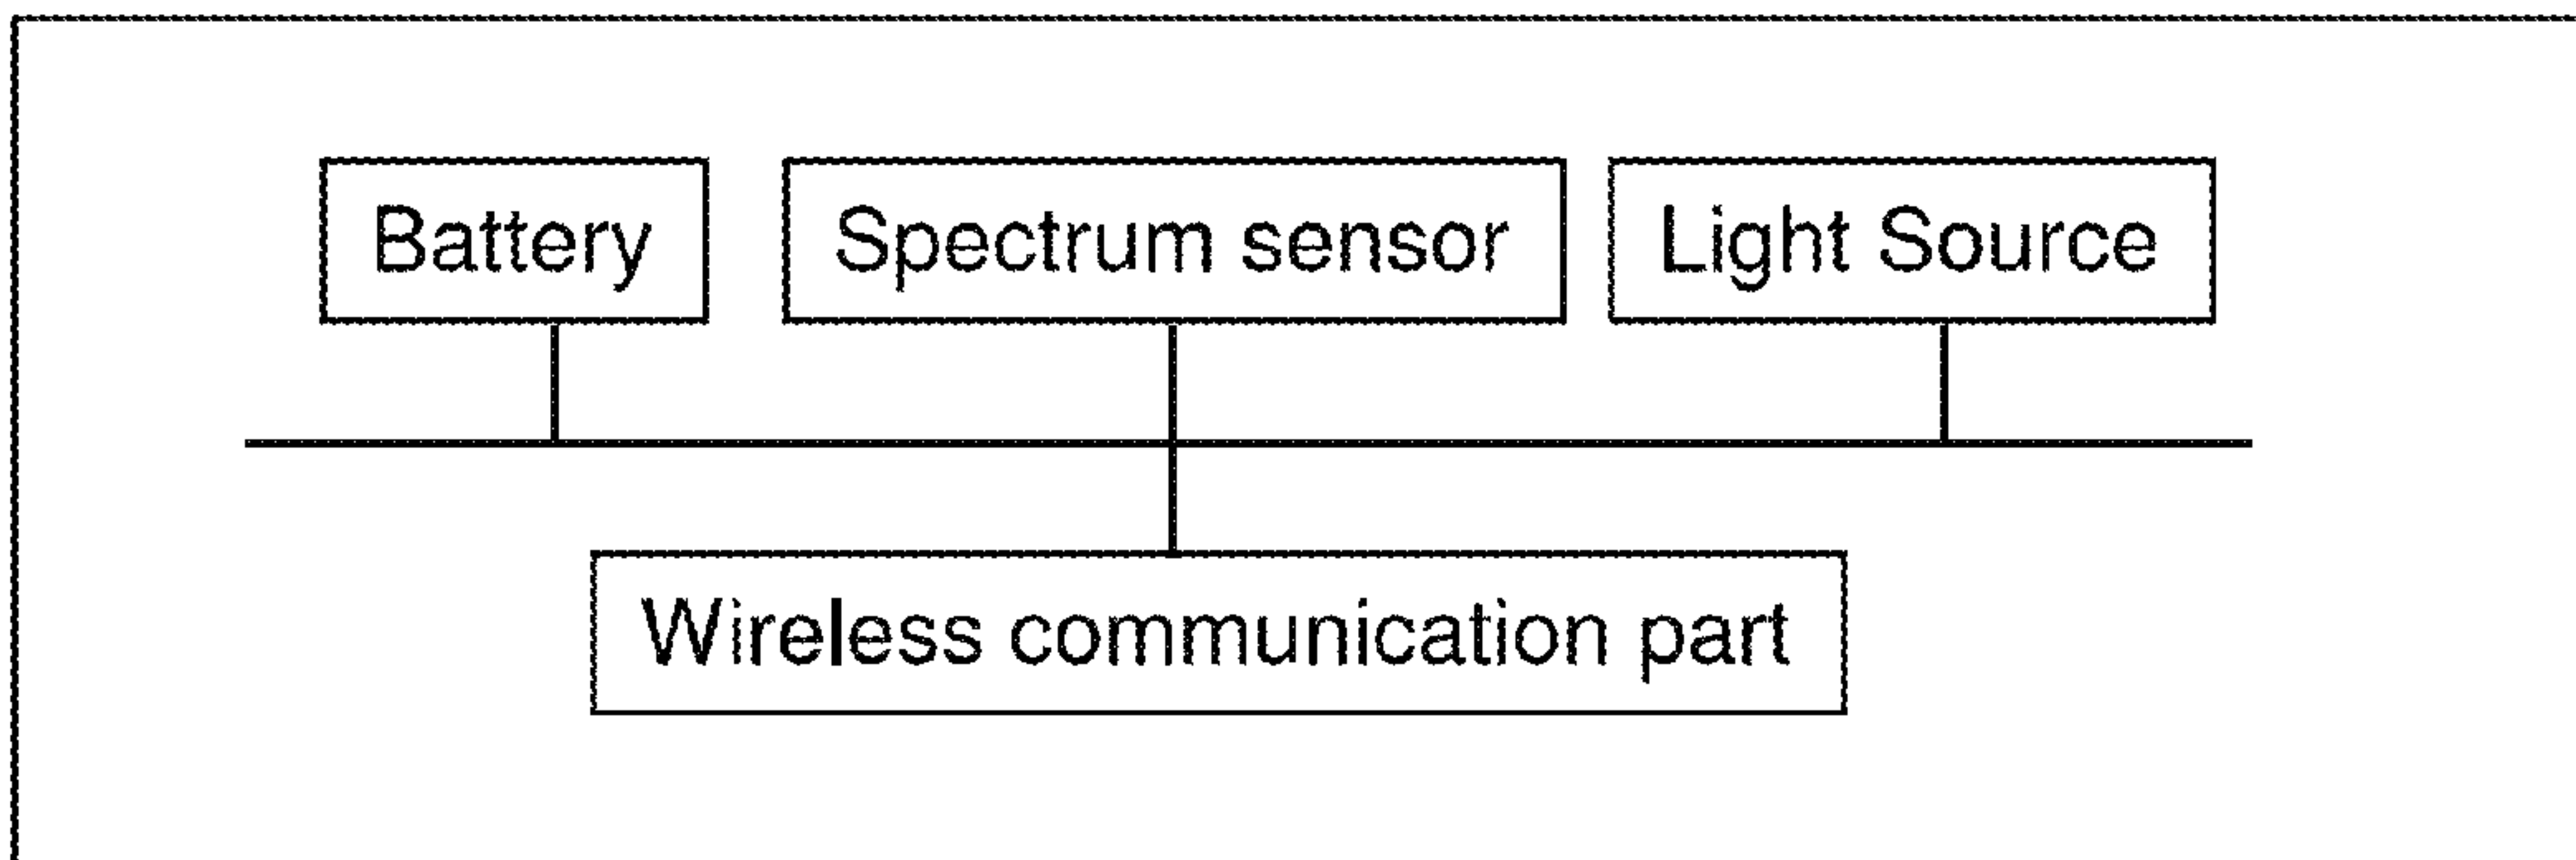 Battery
Spectrum sensor
Light Source
Wireless communication part